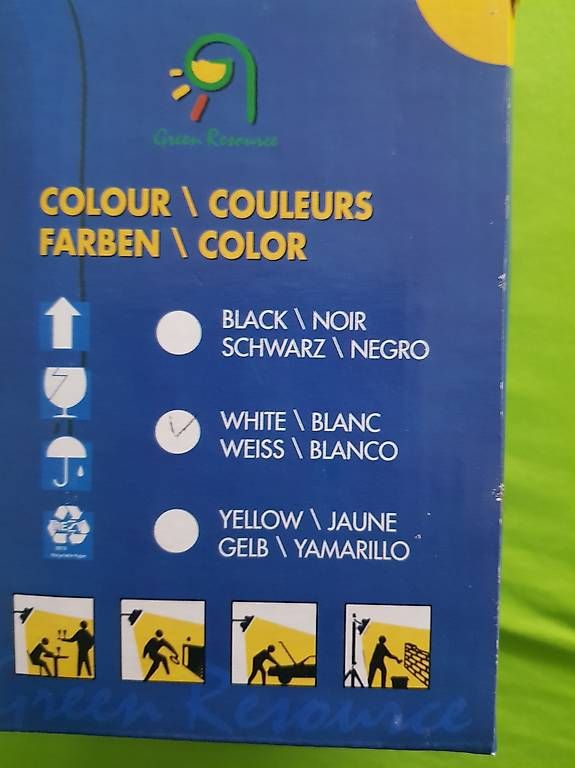 Green Resource
COLOUR \ COULEURS
FARBEN \ COLOR
BLACK \ NOIR
SCHWARZ \ NEGRO
WHITE \ BLANC
WEISS \ BLANCO
YELLOW \ JAUNE
GELB \ YAMARILLO
Green Resource